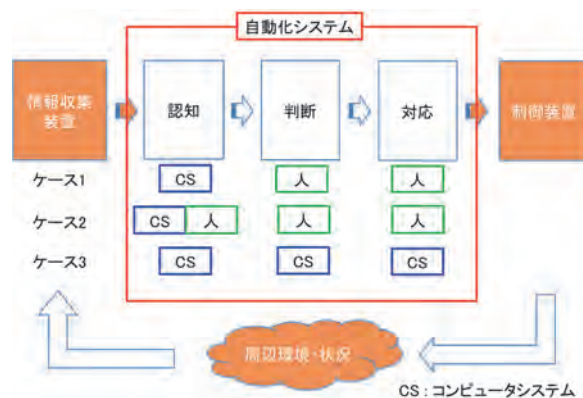 自動化システム
情報収集
装置
認知
判断
対応
制御装置
ケース1
CS
人
人
ケース2
CS
人
人
人
ケース3
CS
CS
CS
周辺環境・状況
CS：コンピュータシステム